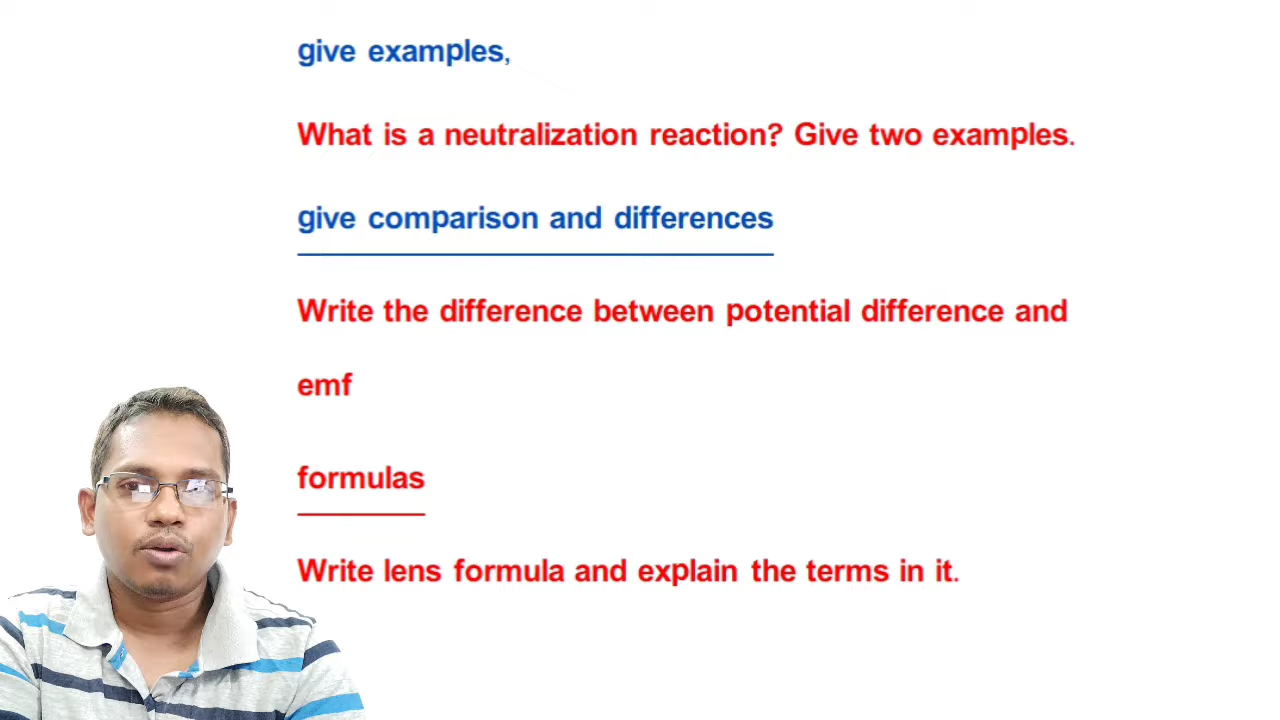 give examples,
What is a neutralization reaction? Give two examples.
give comparison and differences
Write the difference between potential difference and
emf
formulas
Write lens formula and explain the terms in it.